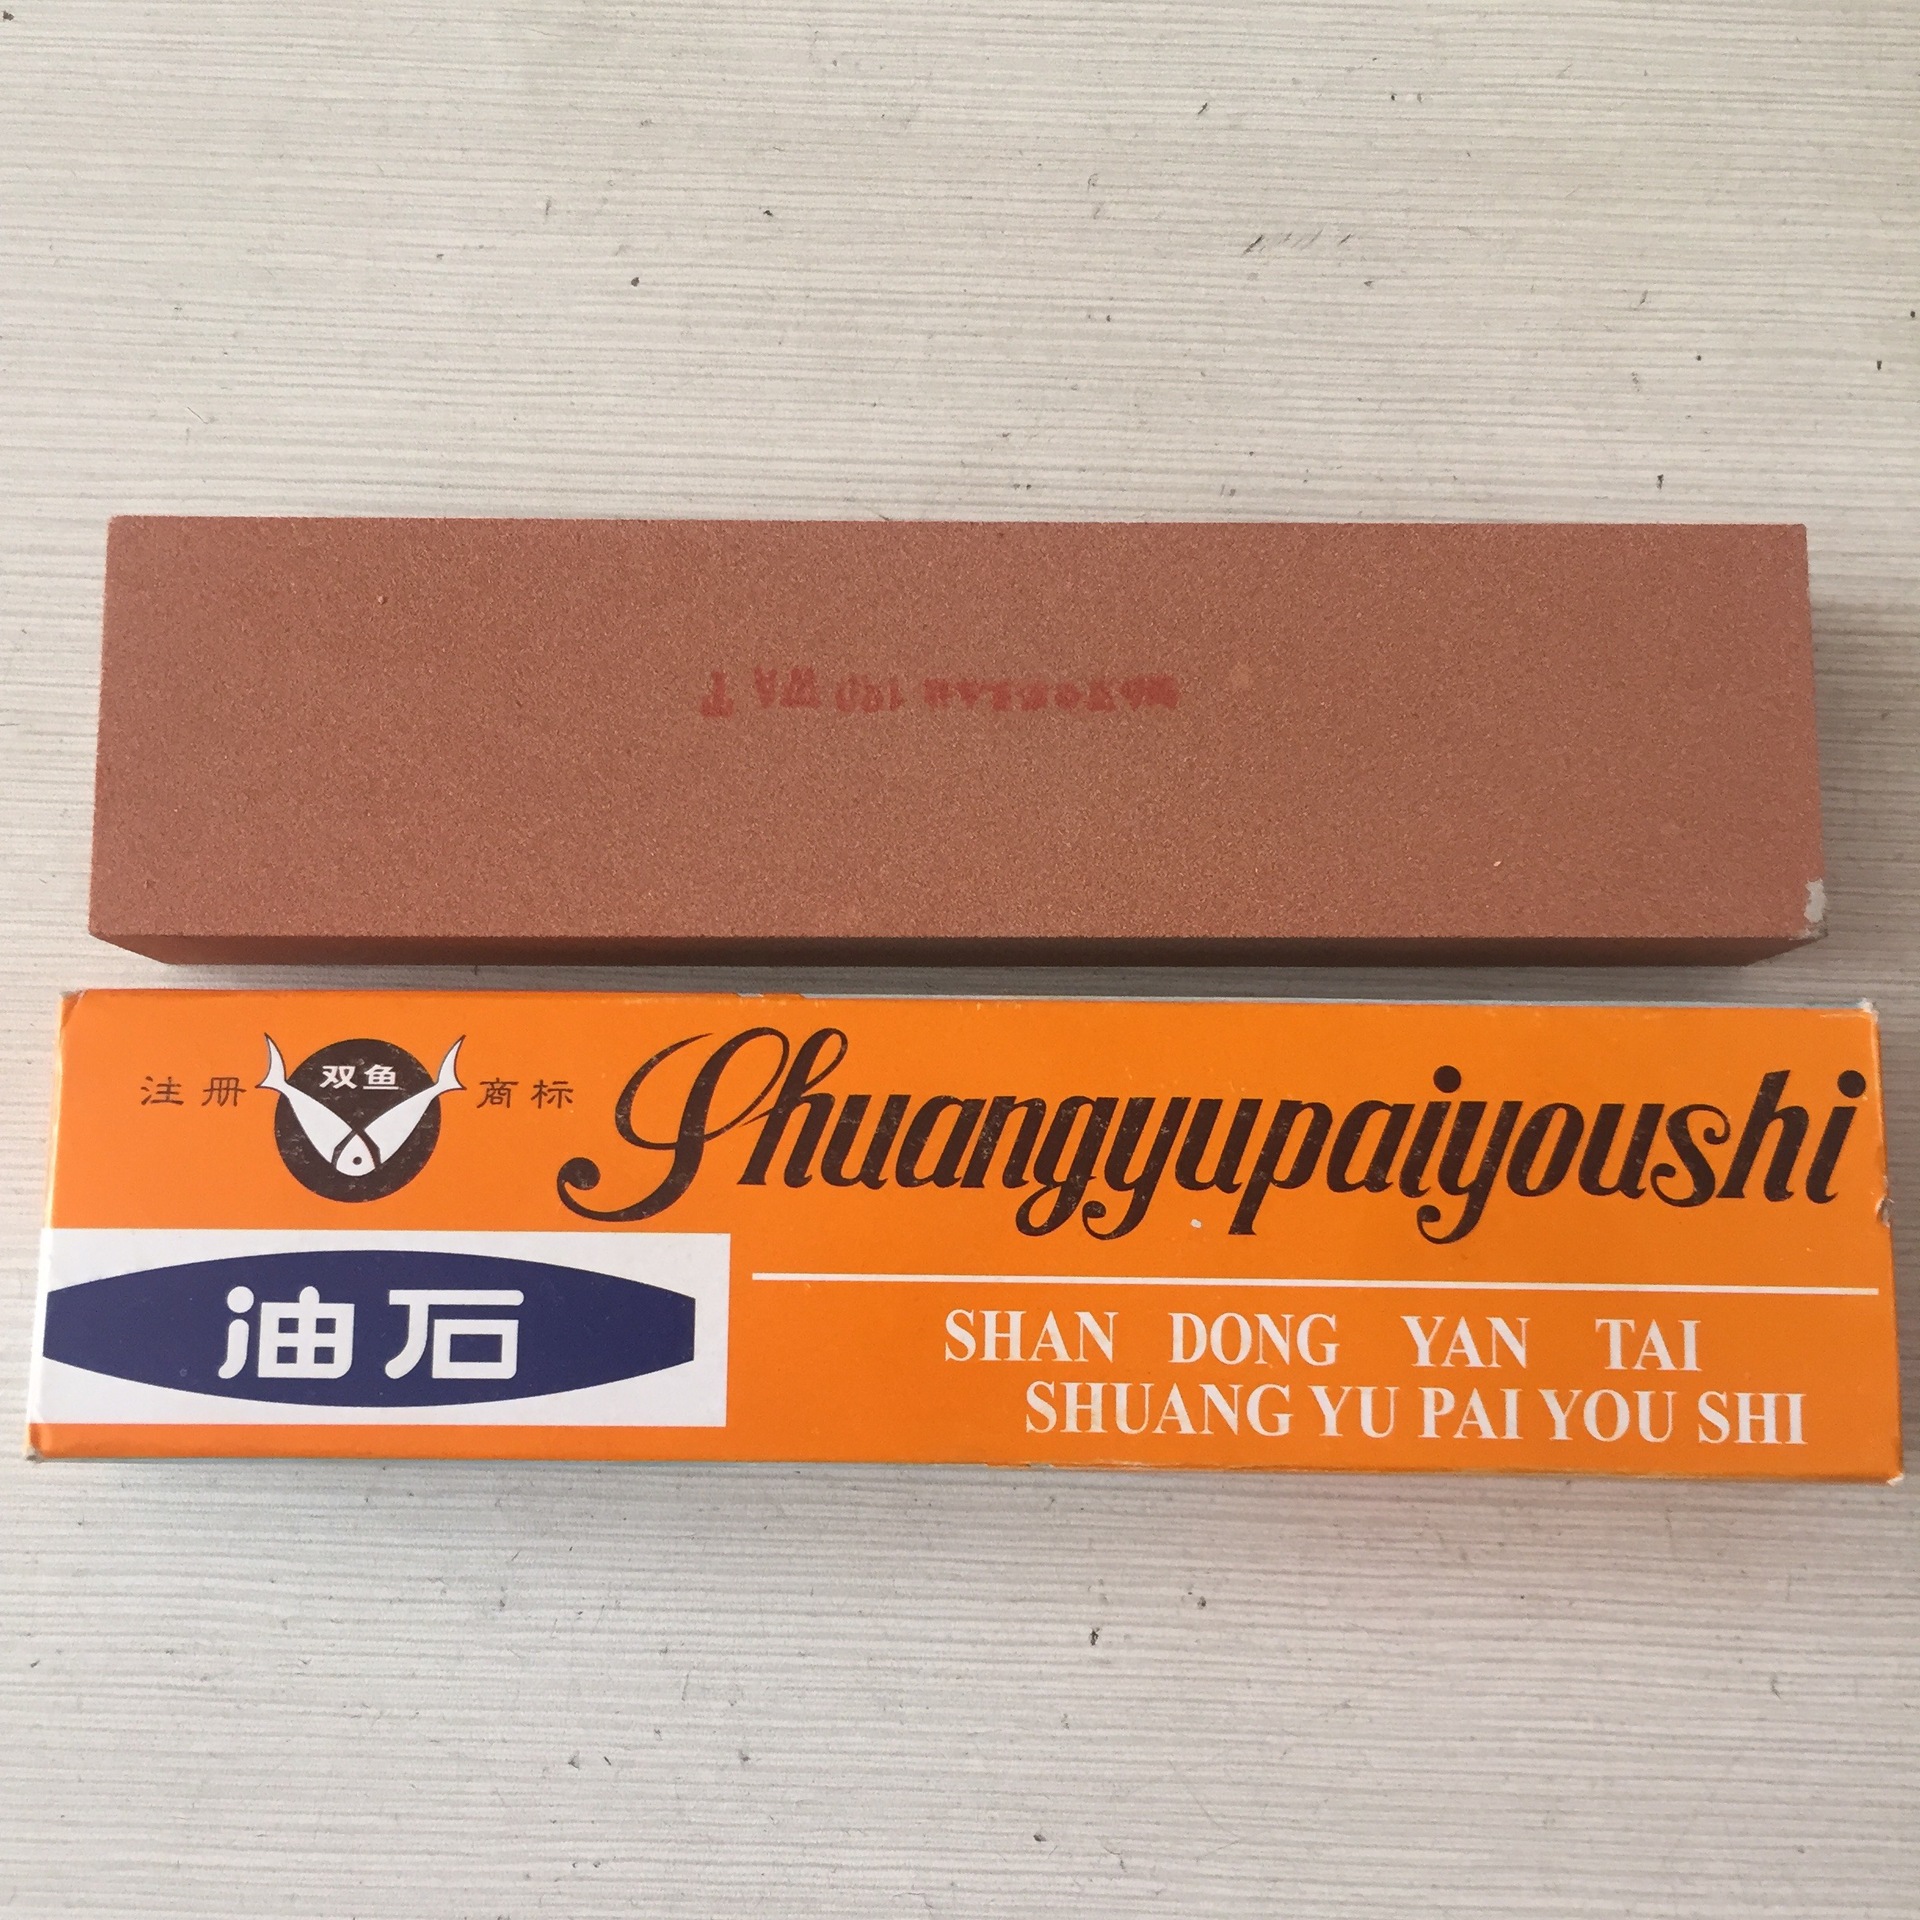 注册 双鱼 商标
Shuangyupaiyoushi
油石
SHAN DONG YAN TAI
SHUANG YU PAI YOU SHI